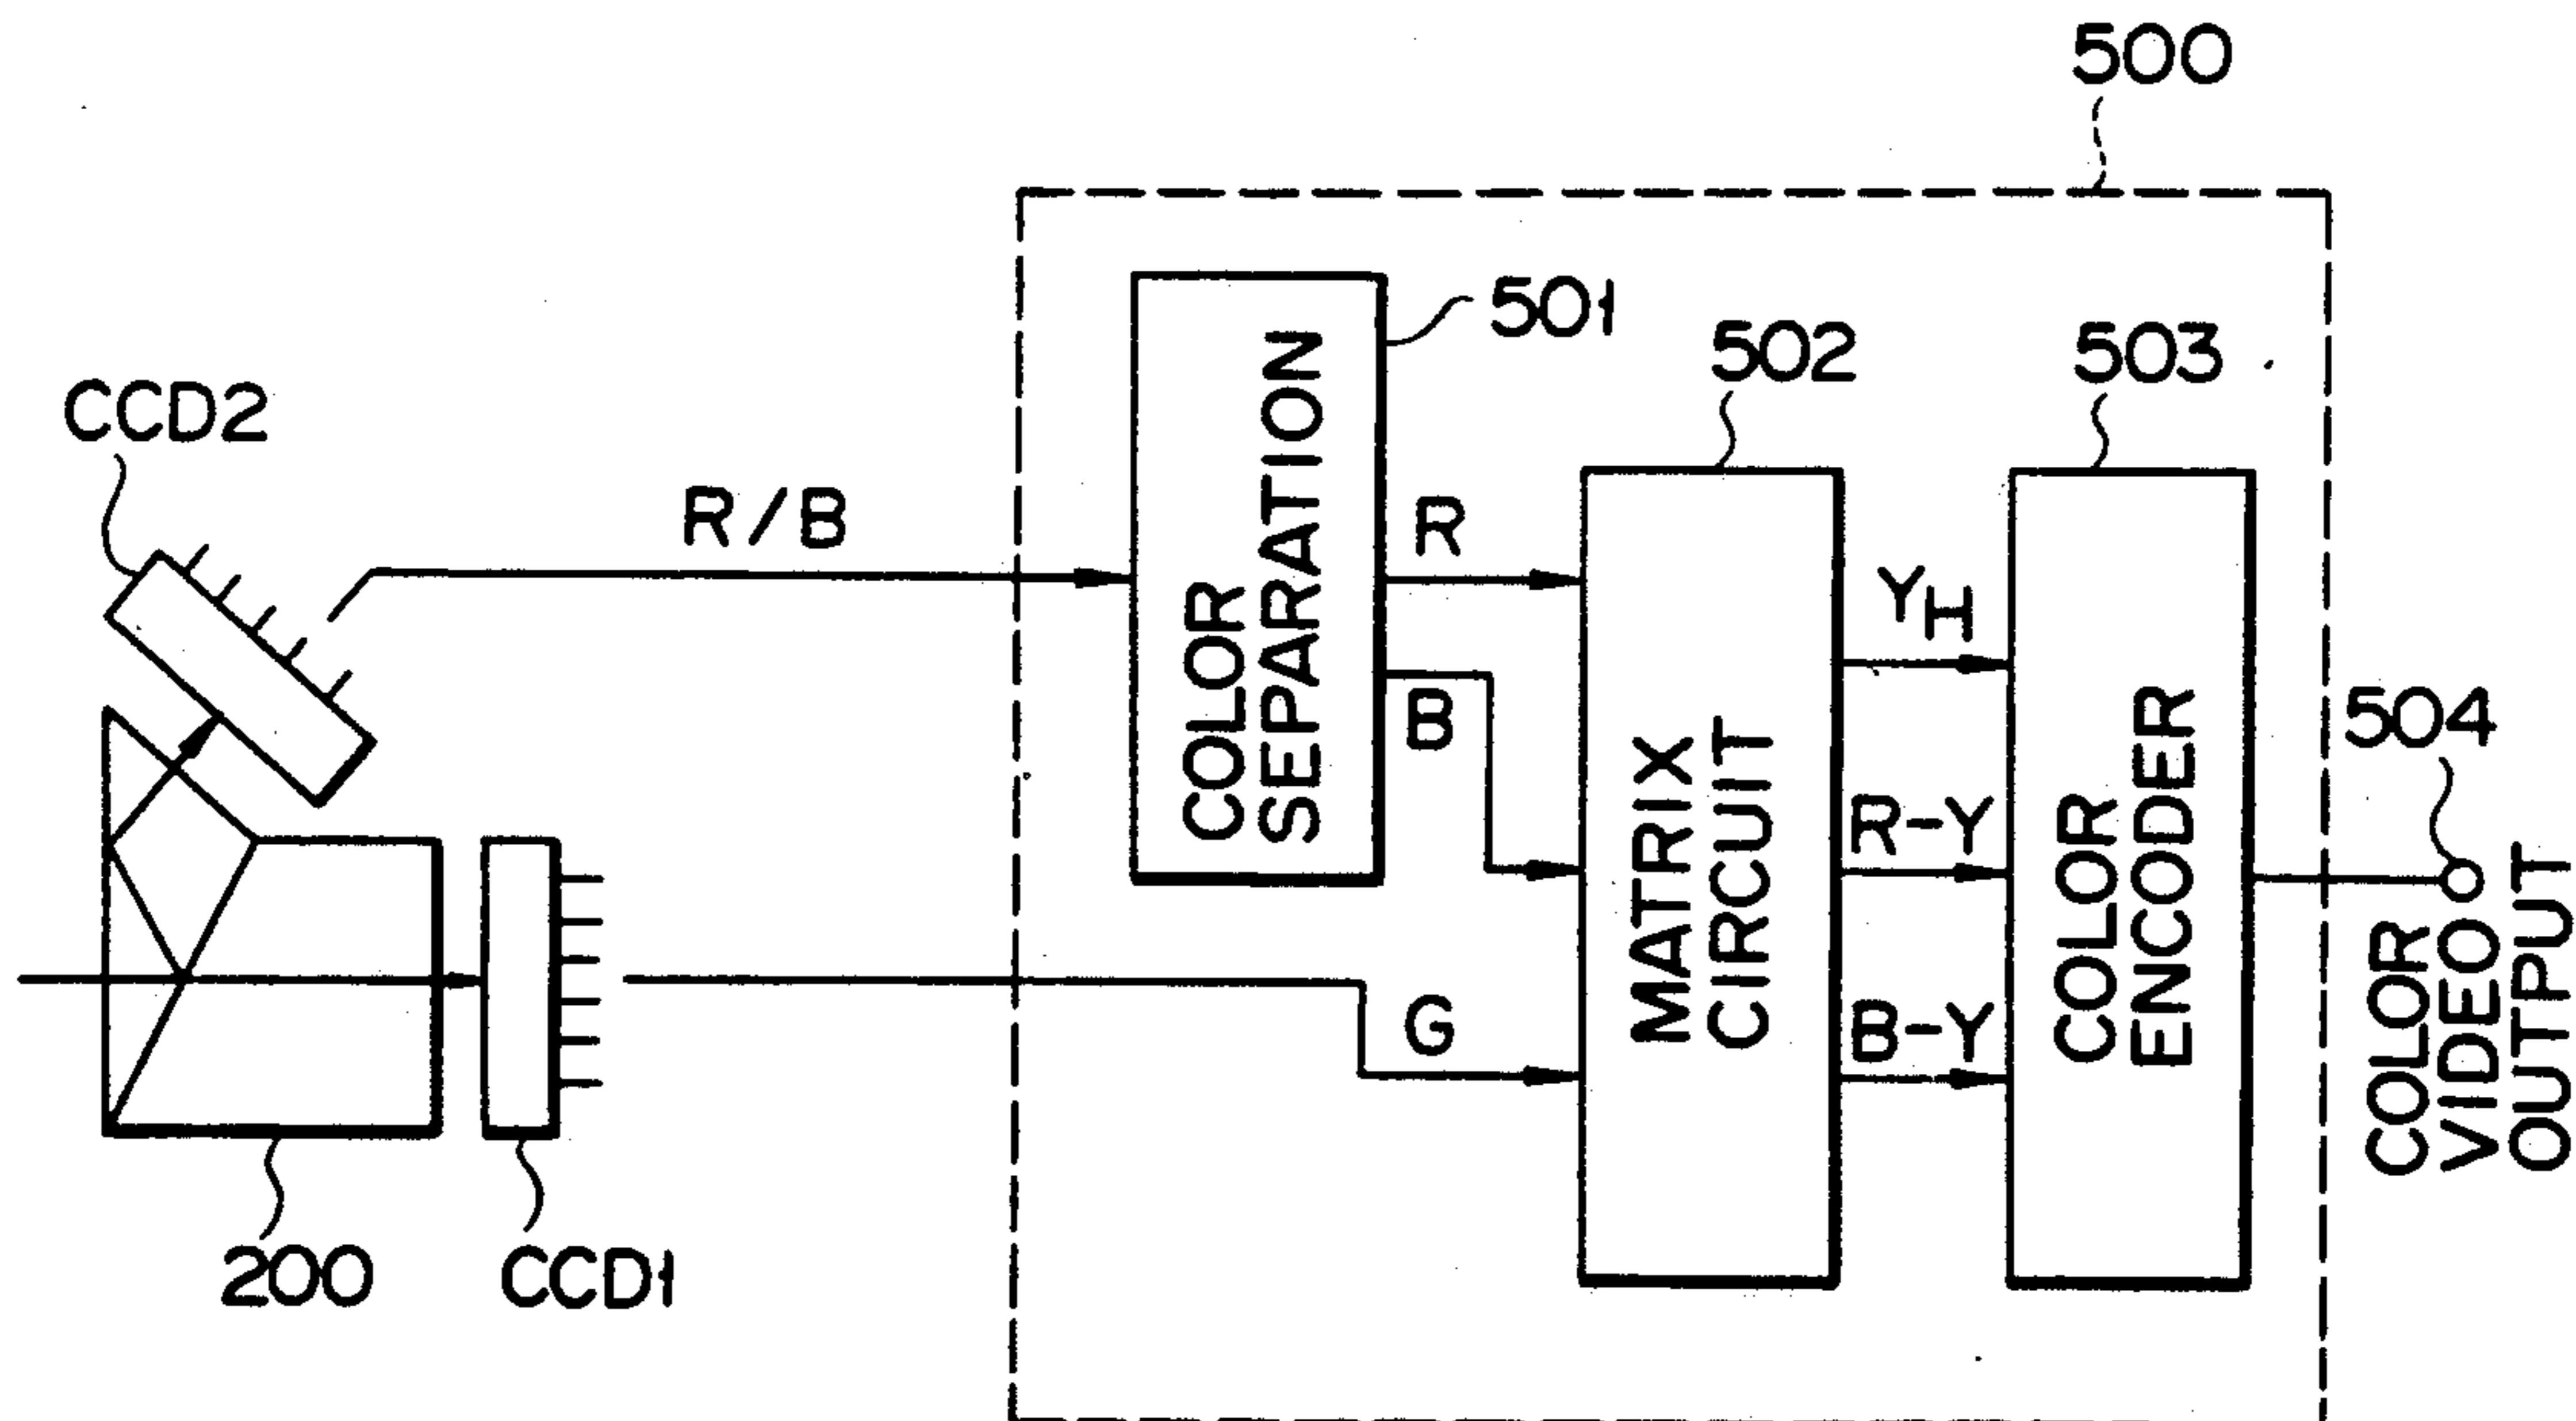 500
501
502
503
CCD2
R/B
COLOR
SEPARATION
R
B
G
MATRIX
CIRCUIT
YH
R-Y
B-Y
COLOR
ENCODER
504
COLOR
VIDEO
OUTPUT
200
CCD1